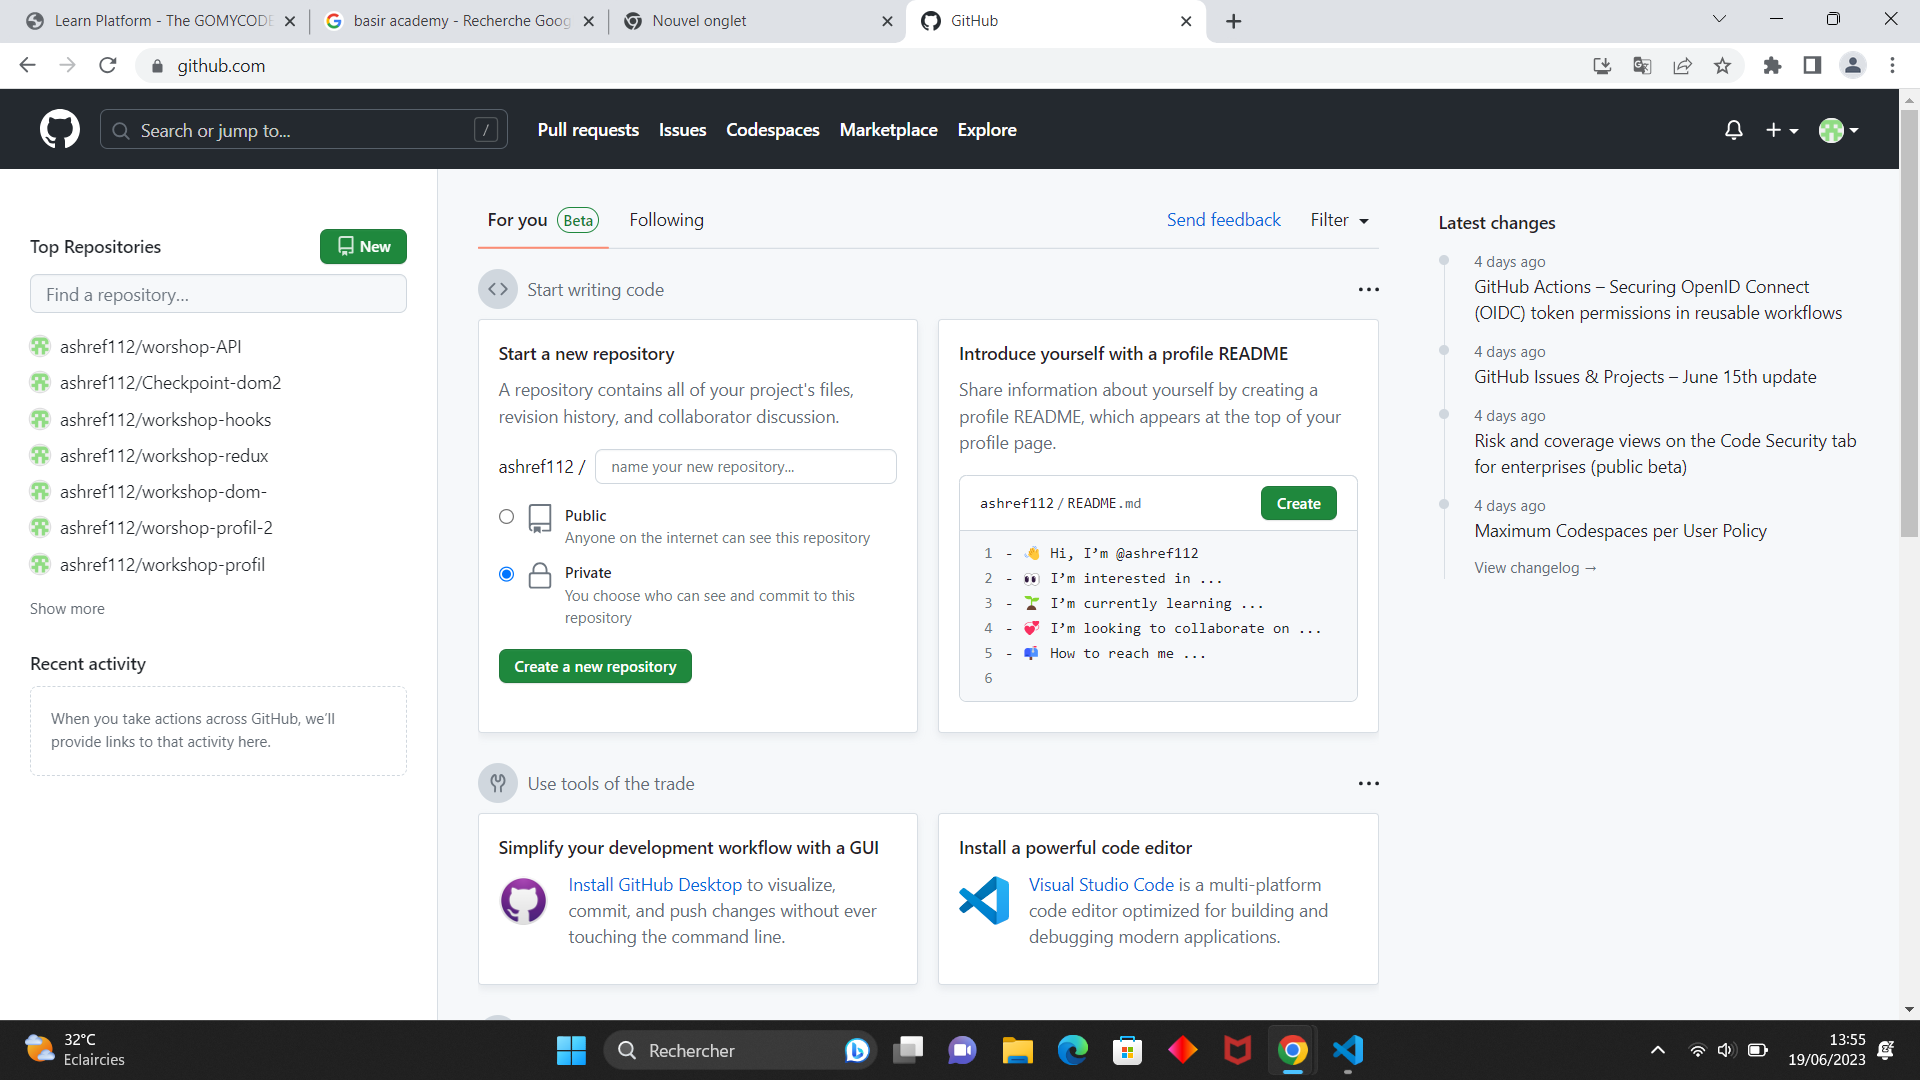 Learn Platform - The GOMYCODE
basir academy - Recherche Goog
Nouvel onglet
GitHub
github.com
Search or jump to...
/
Pull requests
Issues
Codespaces
Marketplace
Explore
Top Repositories
New
Find a repository...
ashref112/worshop-API
ashref112/Checkpoint-dom2
ashref112/workshop-hooks
ashref112/workshop-redux
ashref112/workshop-dom-
ashref112/worshop-profil-2
ashref112/workshop-profil
Show more
Recent activity
When you take actions across GitHub, we'll
provide links to that activity here.
For you
Beta
Following
Send feedback
Filter
Start writing code
Start a new repository
A repository contains all of your project's files,
revision history, and collaborator discussion.
ashref112 /
name your new repository...
Public
Anyone on the internet can see this repository
Private
You choose who can see and commit to this
repository
Create a new repository
Introduce yourself with a profile README
Share information about yourself by creating a
profile README, which appears at the top of your
profile page.
ashref112 / README.md
Create
1 - 👋 Hi, I’m @ashref112
2 - 👀 I’m interested in ...
3 - 🌱 I’m currently learning ...
4 - 💞️ I’m looking to collaborate on ...
5 - 📫 How to reach me ...
6
Use tools of the trade
Simplify your development workflow with a GUI
Install GitHub Desktop to visualize,
commit, and push changes without ever
touching the command line.
Install a powerful code editor
Visual Studio Code is a multi-platform
code editor optimized for building and
debugging modern applications.
Latest changes
4 days ago
GitHub Actions – Securing OpenID Connect
(OIDC) token permissions in reusable workflows
4 days ago
GitHub Issues & Projects – June 15th update
4 days ago
Risk and coverage views on the Code Security tab
for enterprises (public beta)
4 days ago
Maximum Codespaces per User Policy
View changelog →
32°C
Eclaircies
Rechercher
13:55
19/06/2023